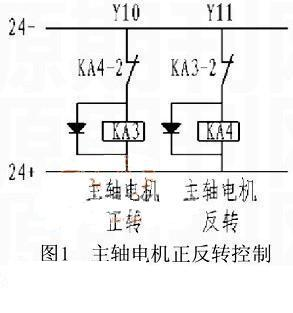 Y10 Y11
24-
KA4-2 KA3-2
KA3 KA4
24+
主轴电机 主轴电机
正转 反转
图1 主轴电机正反转控制